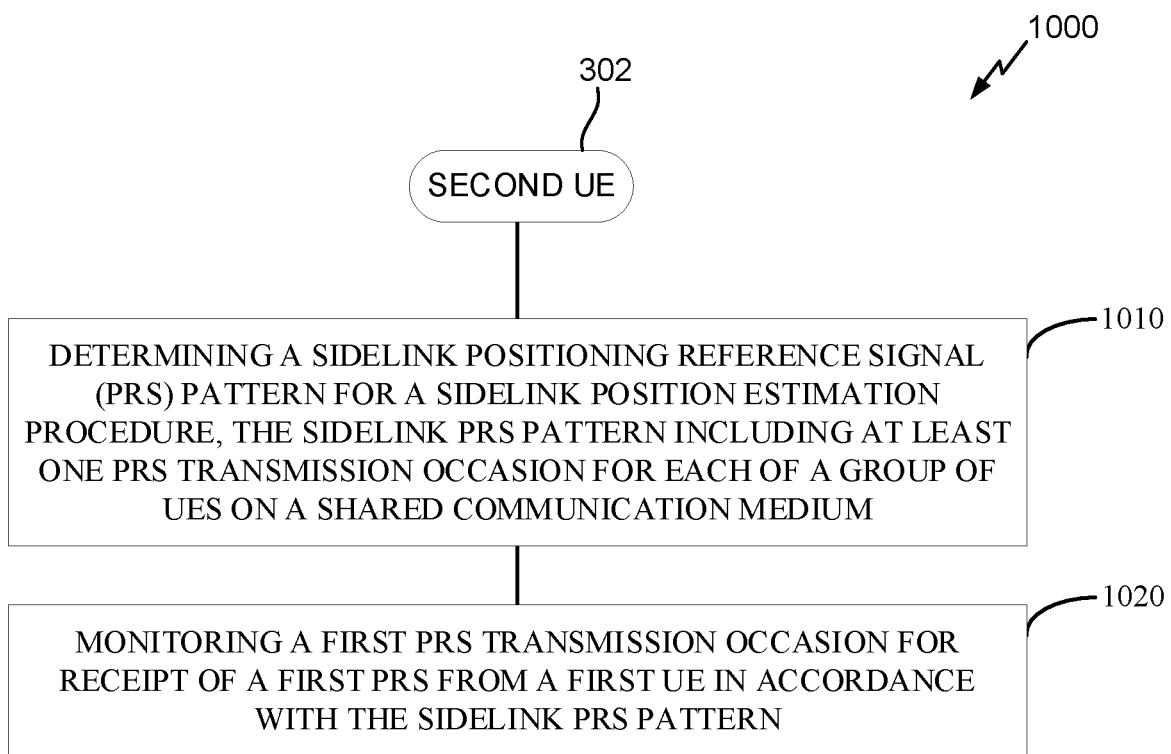 1000
302
SECOND UE
1010
DETERMINING A SIDELINK POSITIONING REFERENCE SIGNAL
(PRS) PATTERN FOR A SIDELINK POSITION ESTIMATION
PROCEDURE, THE SIDELINK PRS PATTERN INCLUDING AT LEAST
ONE PRS TRANSMISSION OCCASION FOR EACH OF A GROUP OF
UES ON A SHARED COMMUNICATION MEDIUM
1020
MONITORING A FIRST PRS TRANSMISSION OCCASION FOR
RECEIPT OF A FIRST PRS FROM A FIRST UE IN ACCORDANCE
WITH THE SIDELINK PRS PATTERN